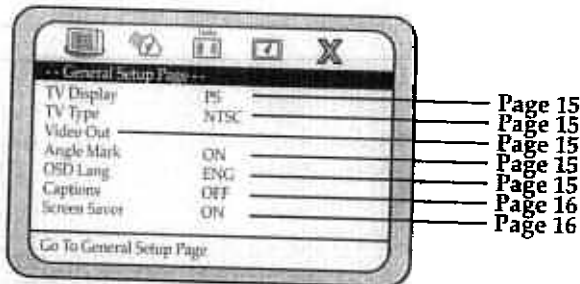 -- General Setup Page --
TV Display PS Page 15
TV Type NTSC Page 15
Video Out Page 15
Angle Mark ON Page 15
OSD Lang ENG Page 15
Captions OFF Page 16
Screen Saver ON Page 16
Go To General Setup Page